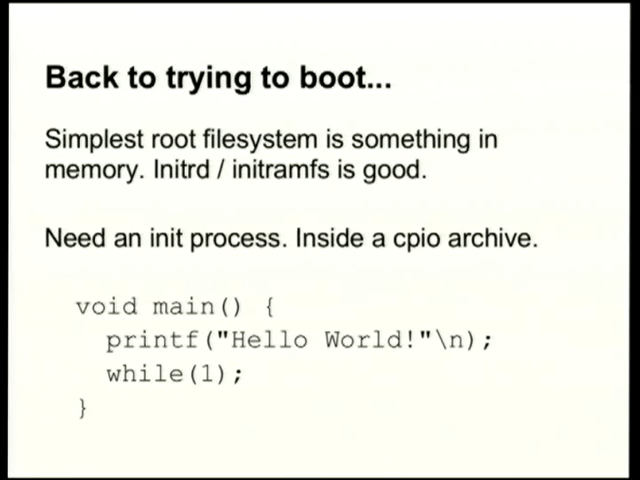 Back to trying to boot...
Simplest root filesystem is something in
memory. Initrd / initramfs is good.
Need an init process. Inside a cpio archive.
void main() {
printf("Hello World!"\n);
while(1);
}